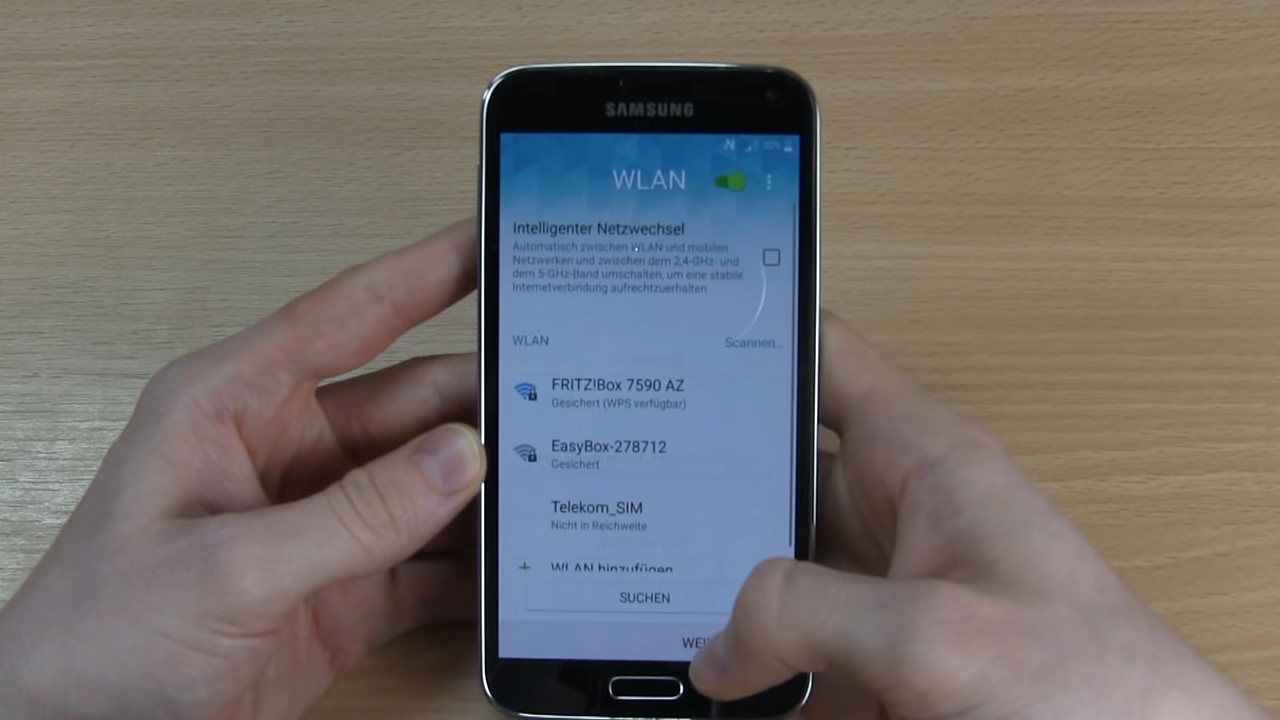 SAMSUNG
WLAN
Intelligenter Netzwechsel
Automatisch zwischen WLAN und mobilen
Netzwerken und zwischen dem 2,4-GHz- und
dem 5-GHz-Band umschalten, um eine stabile
Internetverbindung aufrechtzuerhalten.
WLAN
Scannen...
FRITZ!Box 7590 AZ
Gesichert (WPS verfügbar)
EasyBox-278712
Gesichert
Telekom_SIM
Nicht in Reichweite
WLAN hinzufügen
SUCHEN